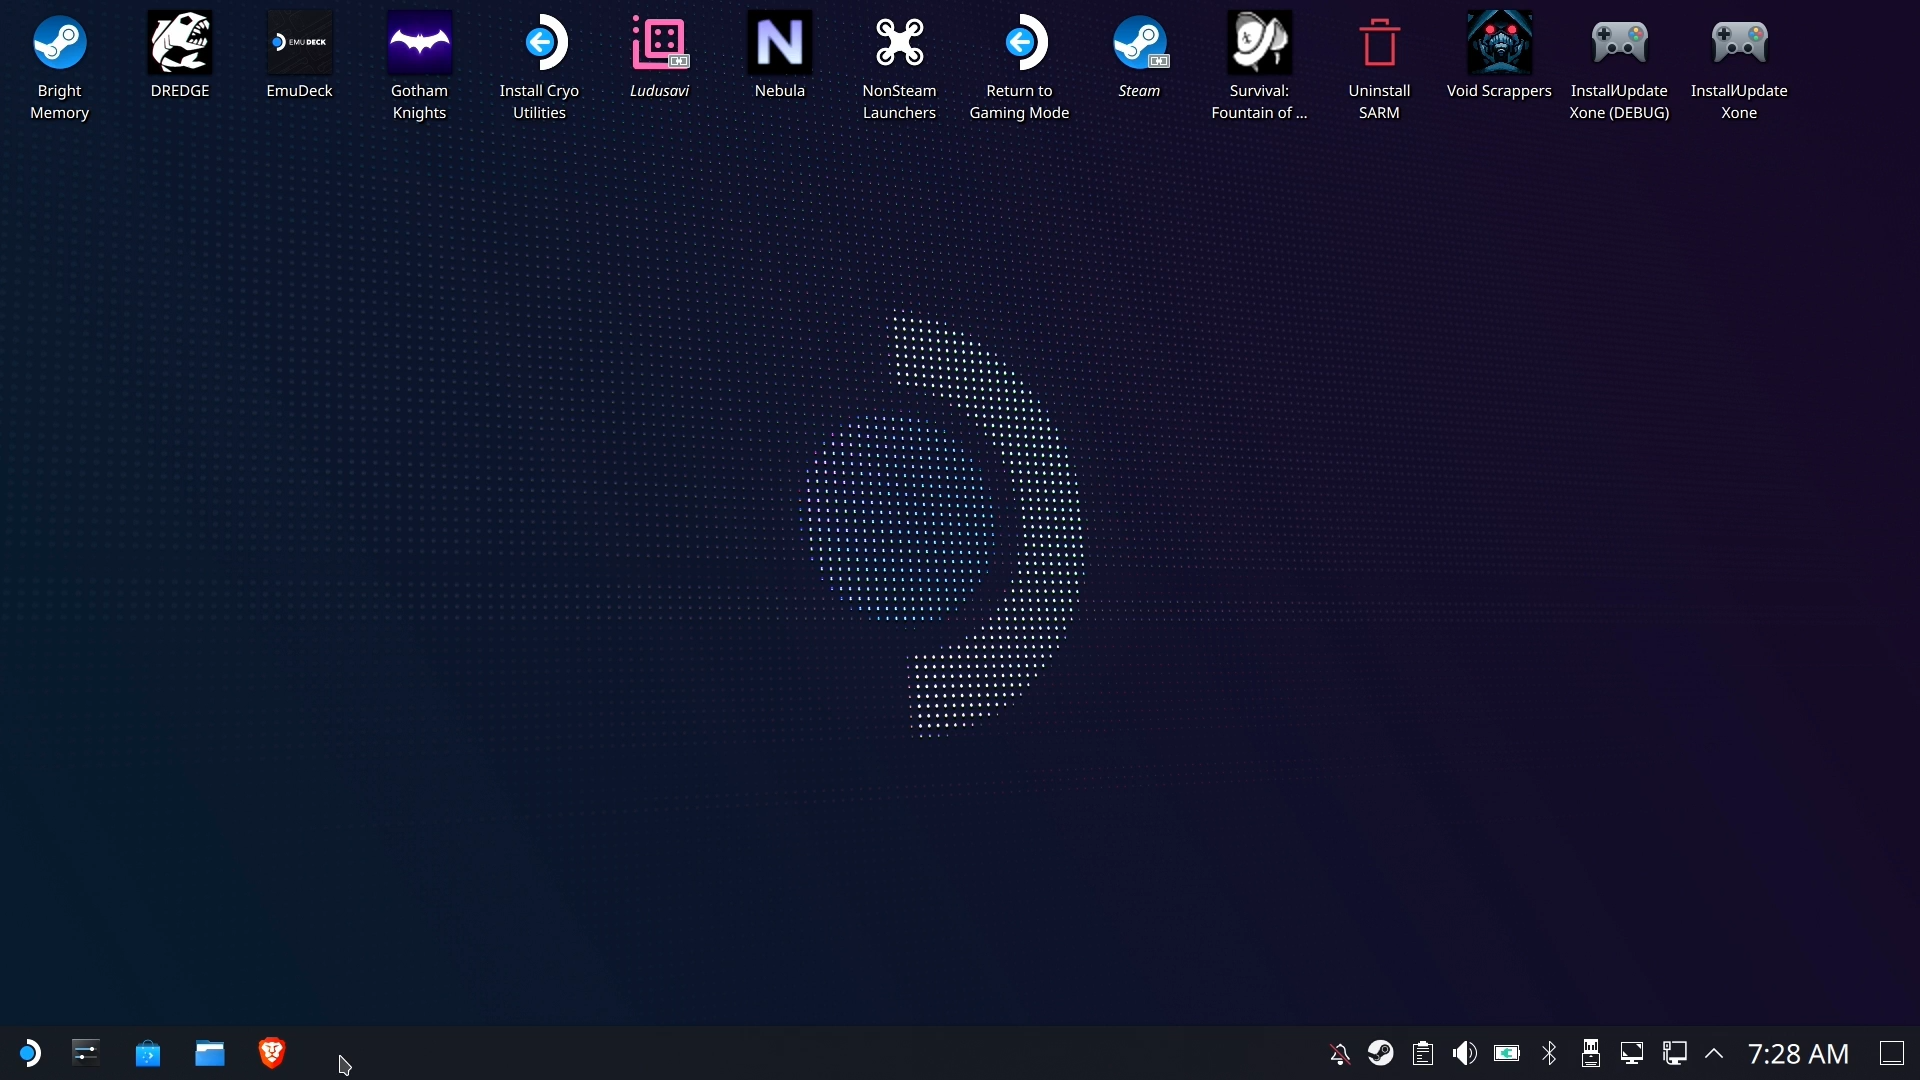 Bright
Memory
DREDGE
EMUDECK
EmuDeck
Gotham
Knights
Install Cryo
Utilities
Ludusavi
N
Nebula
NonSteam
Launchers
Return to
Gaming Mode
Steam
Survival:
Fountain of ...
Uninstall
SARM
Void Scrappers
Install/Update
Xone (DEBUG)
Install/Update
Xone
7:28 AM